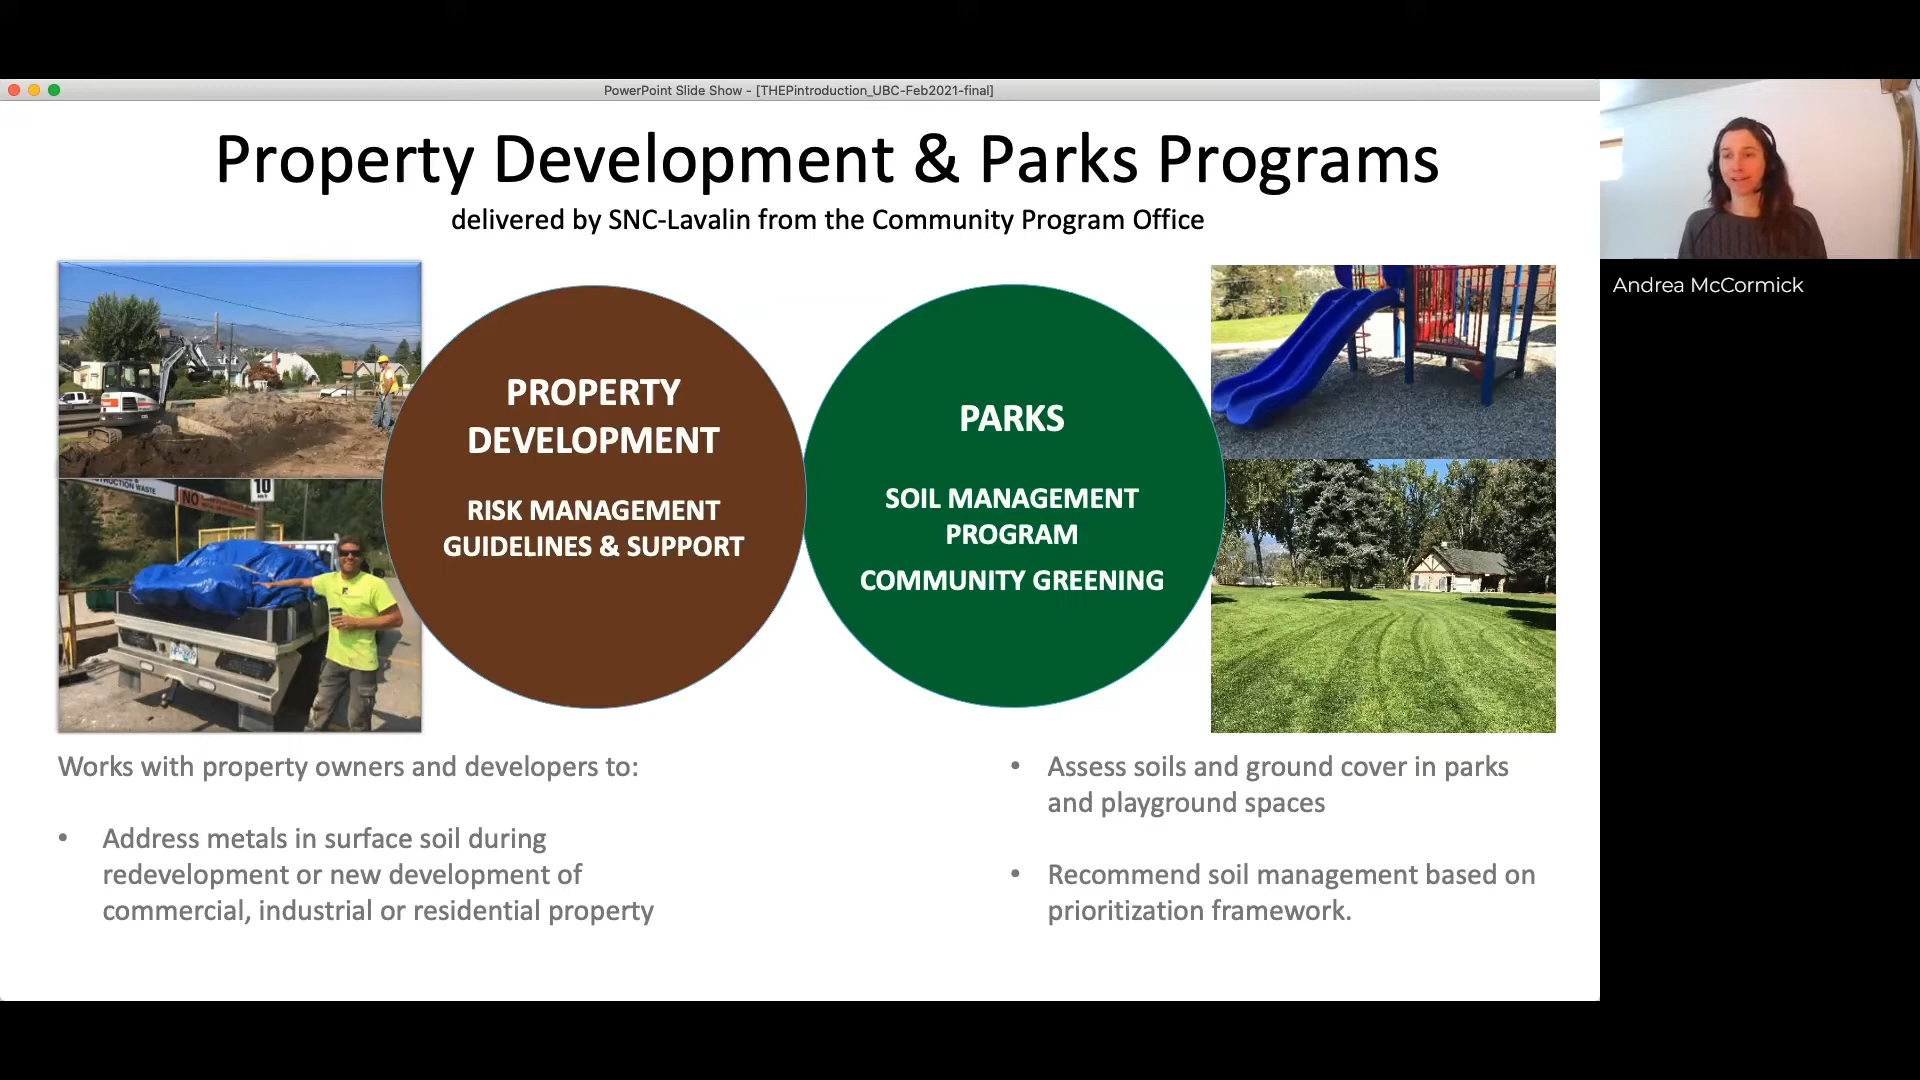 PowerPoint Slide Show - [THEPintroduction_UBC-Feb2021-final]
Property Development & Parks Programs
delivered by SNC-Lavalin from the Community Program Office
PROPERTY
DEVELOPMENT
RISK MANAGEMENT
GUIDELINES & SUPPORT
PARKS
SOIL MANAGEMENT
PROGRAM
COMMUNITY GREENING
WASTE
NO
10
Works with property owners and developers to:
• Address metals in surface soil during
redevelopment or new development of
commercial, industrial or residential property
• Assess soils and ground cover in parks
and playground spaces
• Recommend soil management based on
prioritization framework.
Andrea McCormick